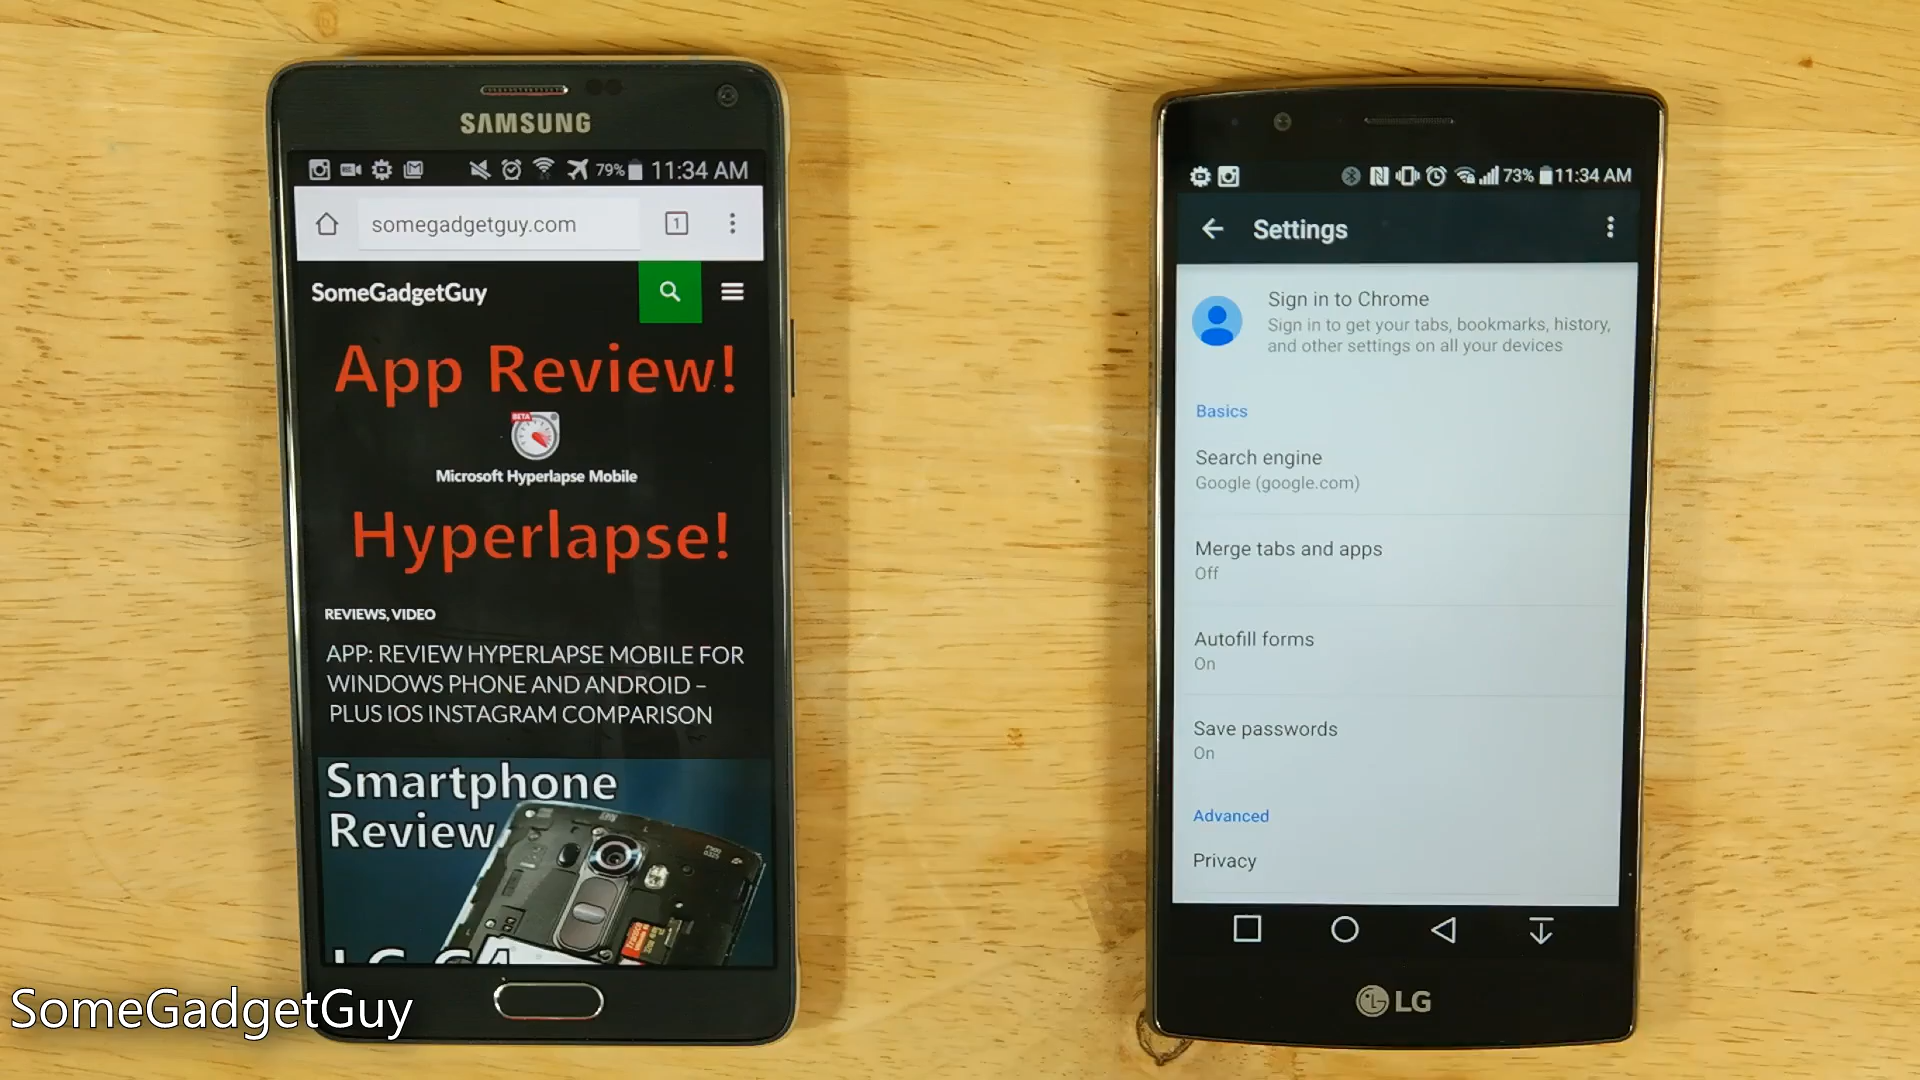 SAMSUNG
79% 11:34 AM
somegadgetguy.com
1
SomeGadgetGuy
App Review!
BETA
Microsoft Hyperlapse Mobile
Hyperlapse!
REVIEWS, VIDEO
APP: REVIEW HYPERLAPSE MOBILE FOR
WINDOWS PHONE AND ANDROID –
PLUS IOS INSTAGRAM COMPARISON
Smartphone
Review
LG G4
73% 11:34 AM
Settings
Sign in to Chrome
Sign in to get your tabs, bookmarks, history,
and other settings on all your devices
Basics
Search engine
Google (google.com)
Merge tabs and apps
Off
Autofill forms
On
Save passwords
On
Advanced
Privacy
LG
SomeGadgetGuy